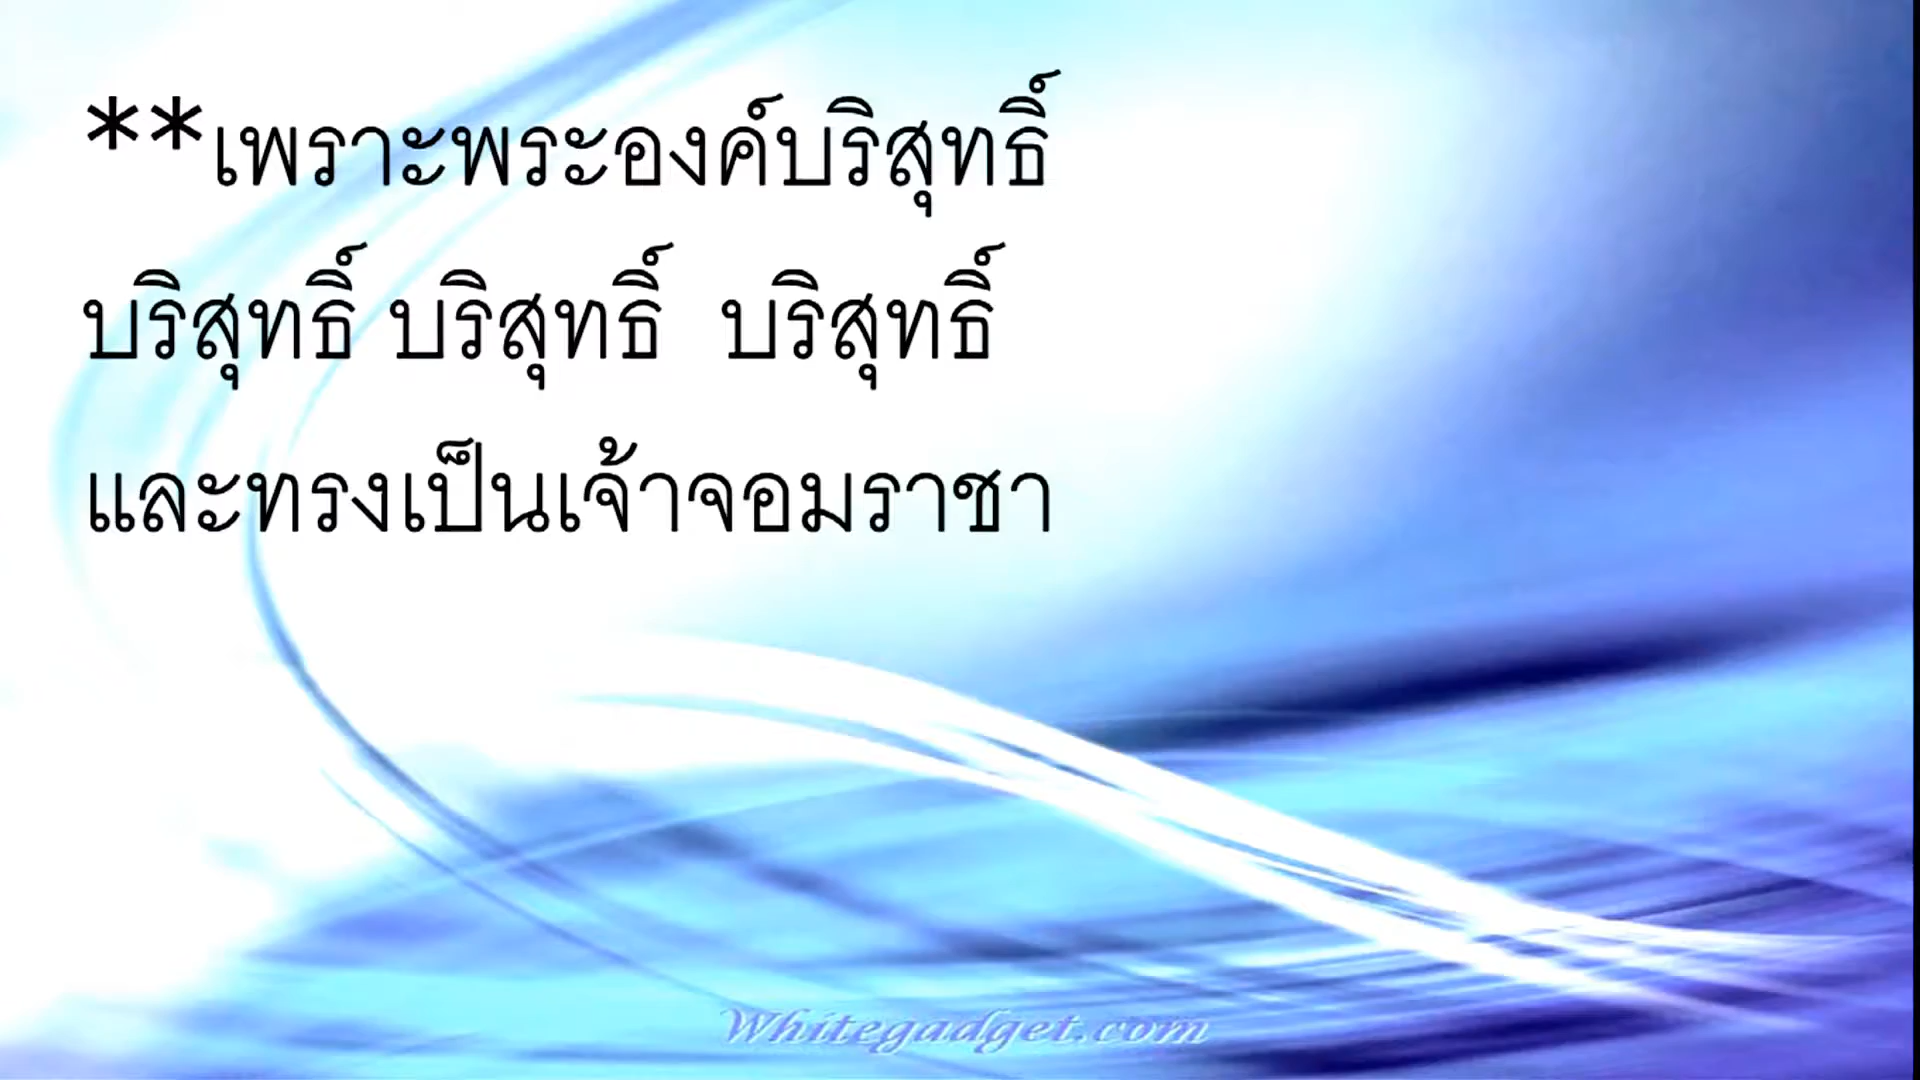 **เพราะพระองค์บริสุทธิ์
บริสุทธิ์ บริสุทธิ์  บริสุทธิ์
และทรงเป็นเจ้าจอมราชา
Whitegadget.com